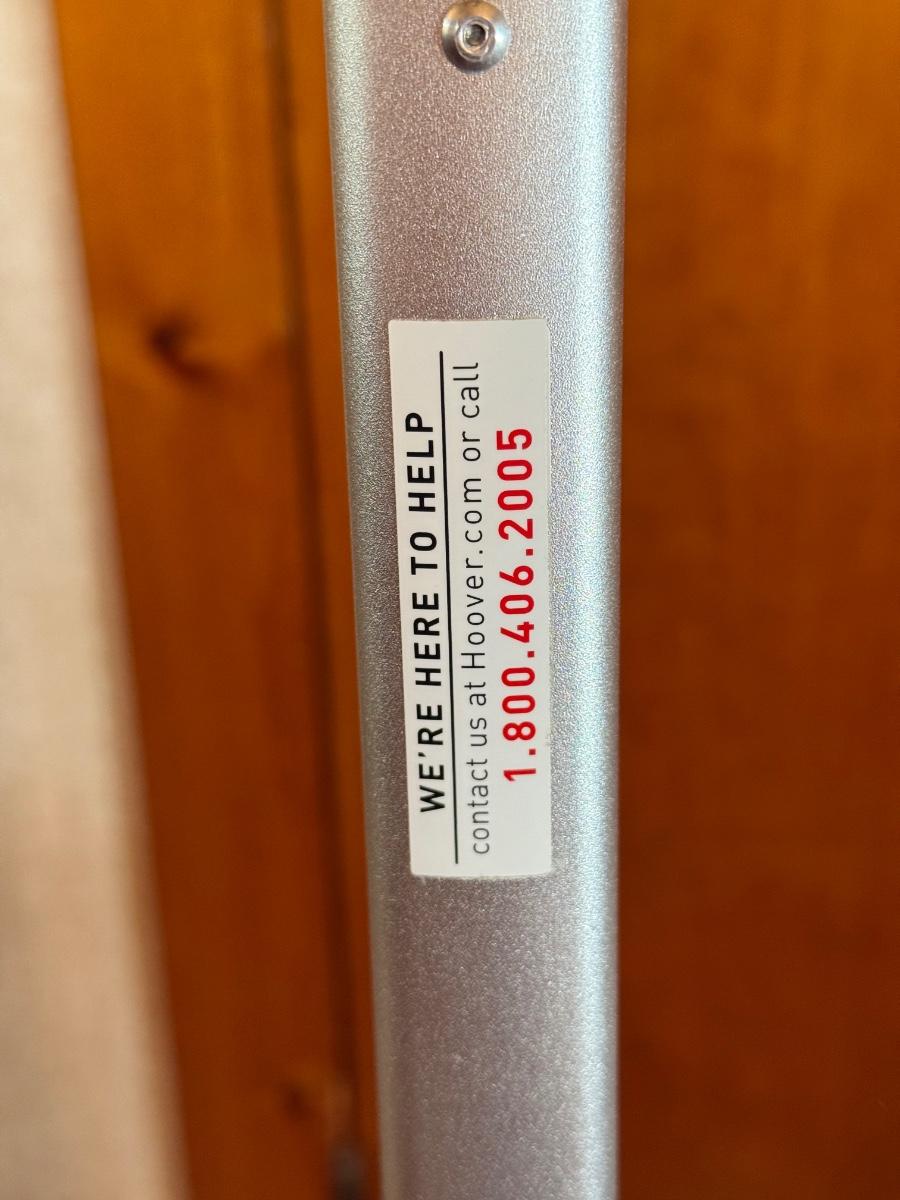 WE'RE HERE TO HELP
contact us at Hoover.com or call
1.800.406.2005